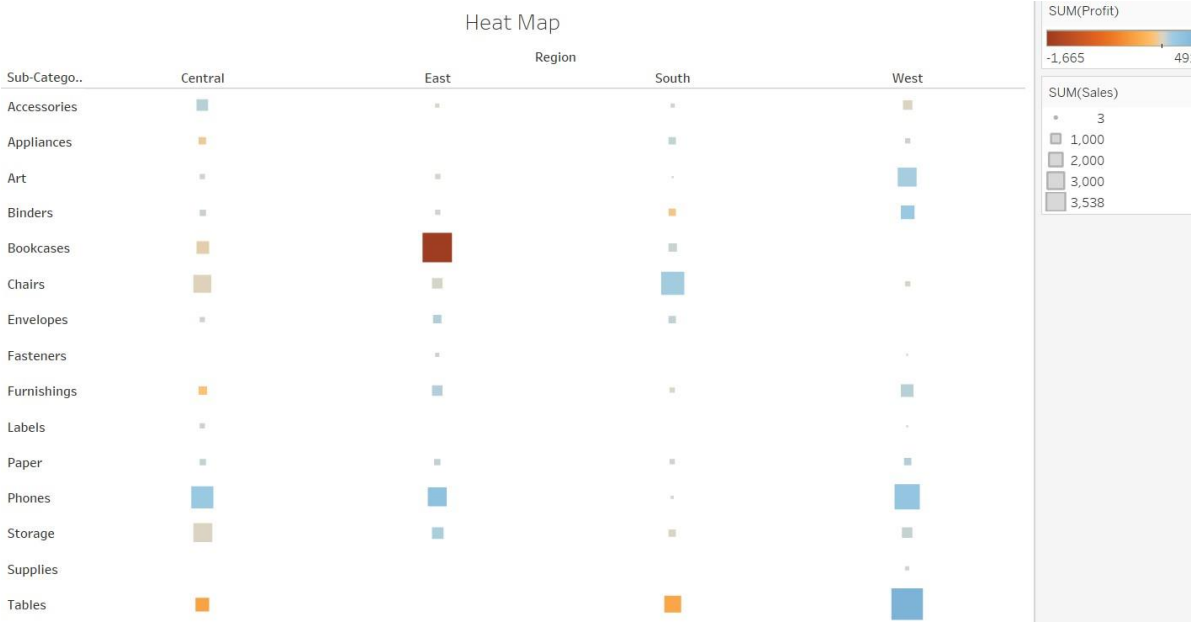 Heat Map
Region
Sub-Catego.. Central East South West
Accessories
Appliances
Art
Binders
Bookcases
Chairs
Envelopes
Fasteners
Furnishings
Labels
Paper
Phones
Storage
Supplies
Tables
SUM(Profit)
-1,665 49
SUM(Sales)
3
1,000
2,000
3,000
3,538